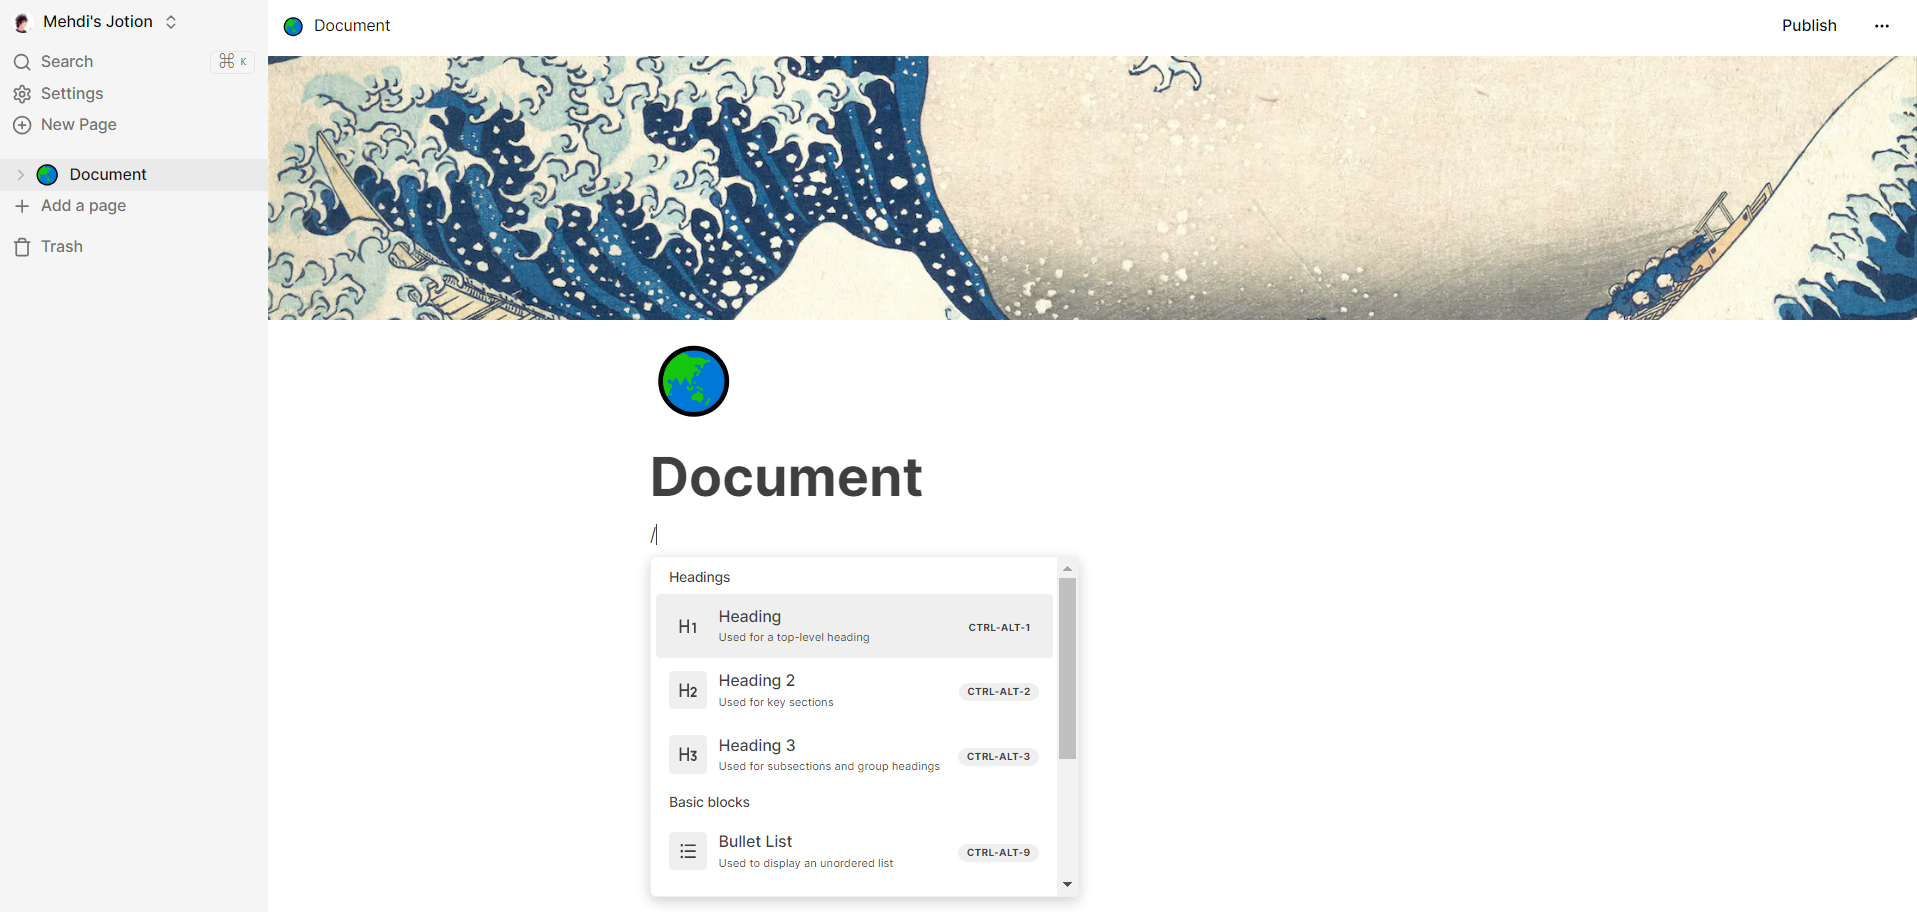 Mehdi's Jotion
Search
⌘ K
Settings
New Page
Document
Add a page
Trash
Document
Publish
Document
/
Headings
H1
Heading
Used for a top-level heading
CTRL-ALT-1
H2
Heading 2
Used for key sections
CTRL-ALT-2
H3
Heading 3
Used for subsections and group headings
CTRL-ALT-3
Basic blocks
Bullet List
Used to display an unordered list
CTRL-ALT-9